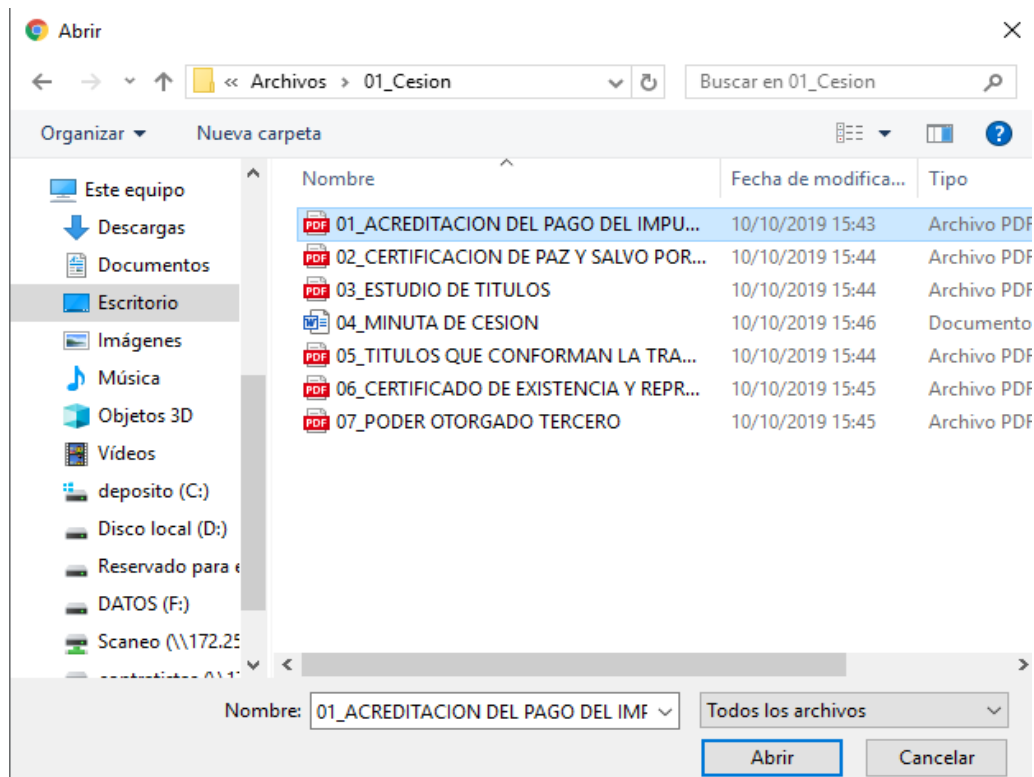 Abrir
« Archivos › 01_Cesion
Buscar en 01_Cesion
Organizar
Nueva carpeta
Nombre
Fecha de modifica...
Tipo
Este equipo
Descargas
Documentos
Escritorio
Imágenes
Música
Objetos 3D
Vídeos
deposito (C:)
Disco local (D:)
Reservado para e
DATOS (F:)
Scaneo (\\172.25
01_ACREDITACION DEL PAGO DEL IMPU... 10/10/2019 15:43 Archivo PDF
02_CERTIFICACION DE PAZ Y SALVO POR... 10/10/2019 15:44 Archivo PDF
03_ESTUDIO DE TITULOS 10/10/2019 15:44 Archivo PDF
04_MINUTA DE CESION 10/10/2019 15:46 Documento
05_TITULOS QUE CONFORMAN LA TRA... 10/10/2019 15:44 Archivo PDF
06_CERTIFICADO DE EXISTENCIA Y REPR... 10/10/2019 15:45 Archivo PDF
07_PODER OTORGADO TERCERO 10/10/2019 15:45 Archivo PDF
Nombre: 01_ACREDITACION DEL PAGO DEL IMP
Todos los archivos
Abrir
Cancelar